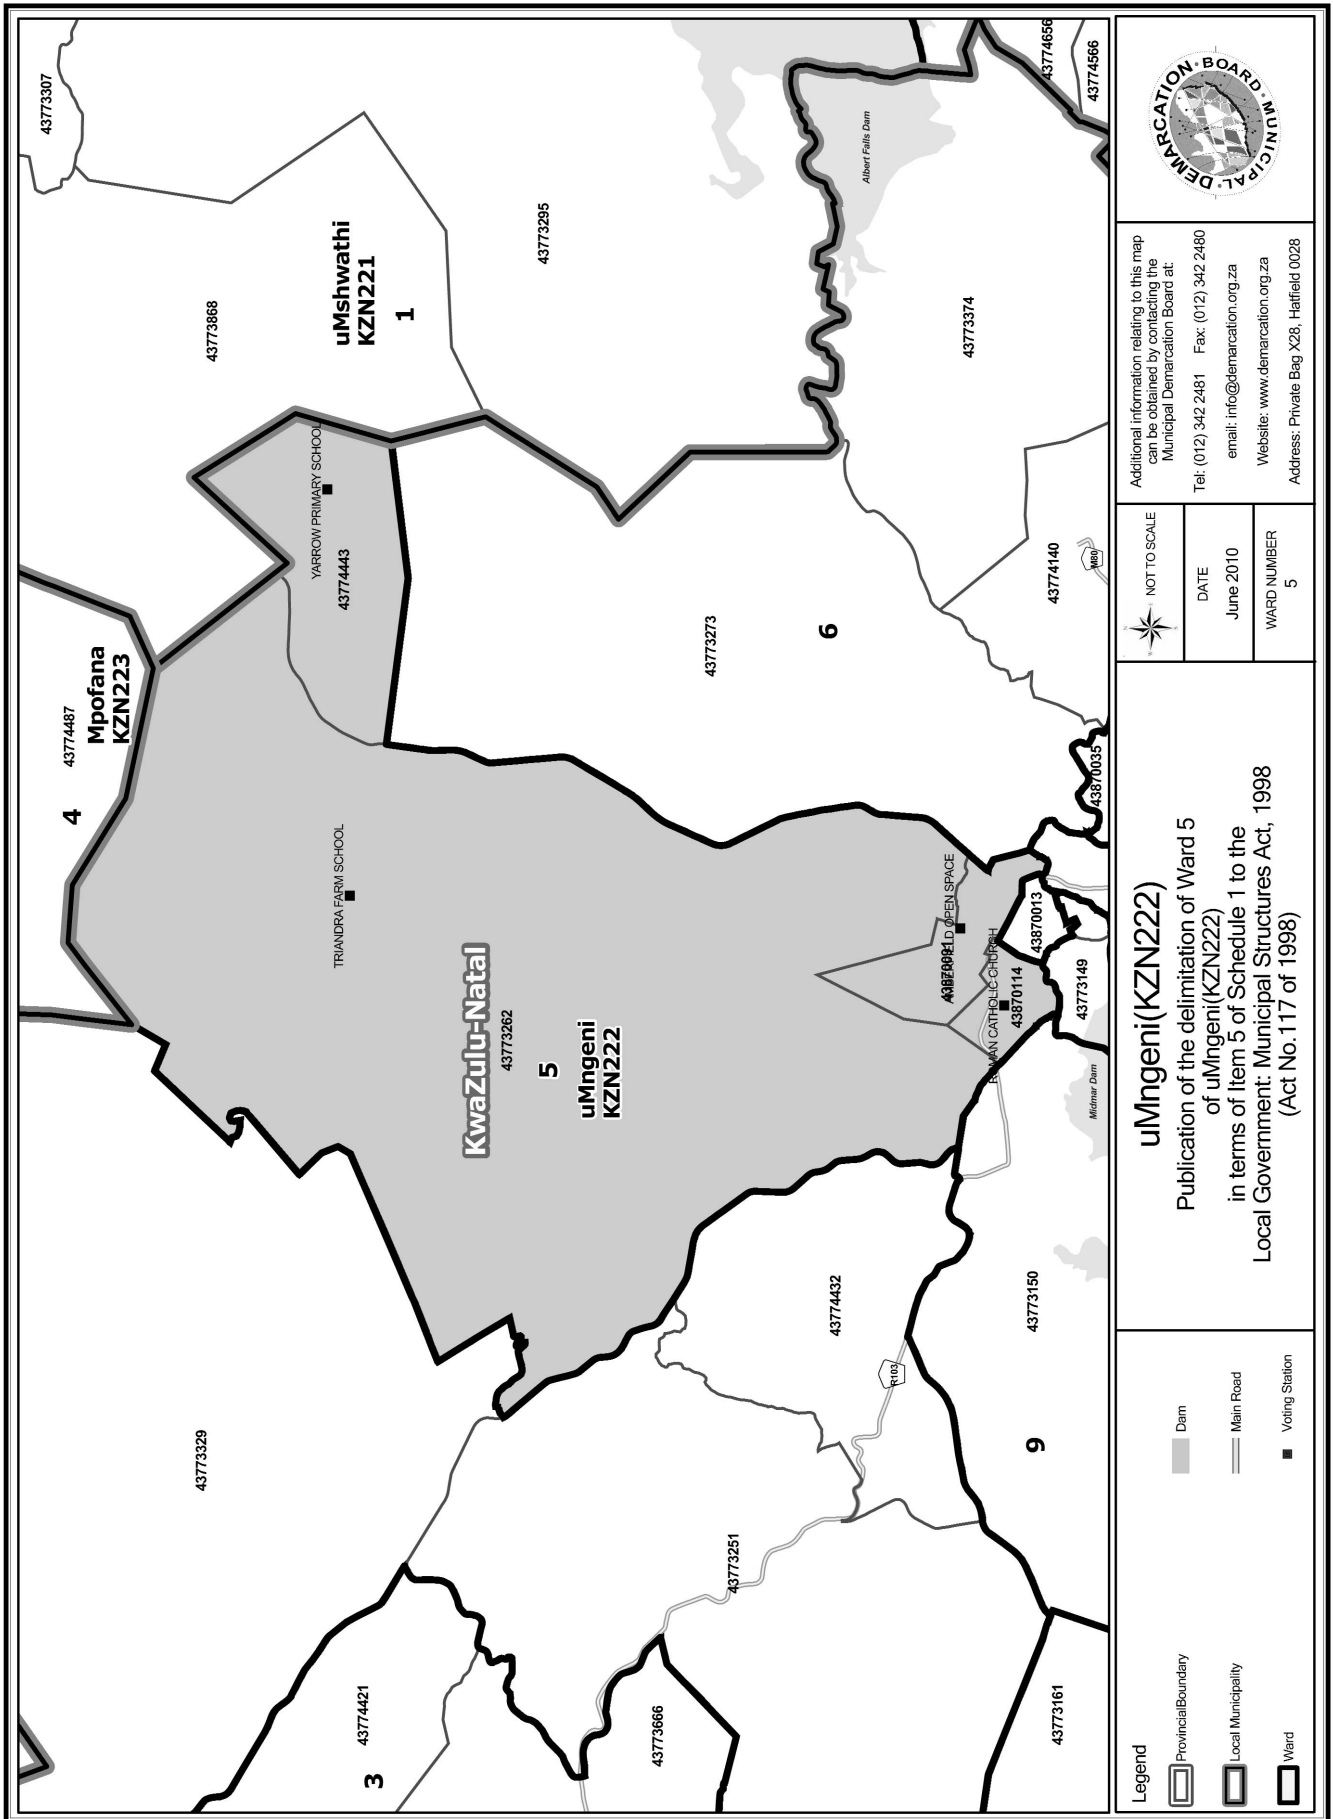 43774421
3
43773666
43773161
43773329
43773251
43774432
R103
43773150
9
4
43774487
Mpofana
KZN223
TRIANDRA FARM SCHOOL
KwaZulu-Natal
43773262
5
uMngeni
KZN222
AMBERFIELD OPEN SPACE
ROMAN CATHOLIC CHURCH
43870114
43870013
43773149
Midmar Dam
43870035
YARROW PRIMARY SCHOOL
43774443
43773273
6
43774140
M80
43773307
43773868
uMshwathi
KZN221
1
43773295
Albert Falls Dam
43773374
43774656
43774566
Legend
ProvincialBoundary
Local Municipality
Ward
Dam
Main Road
Voting Station
uMngeni(KZN222)
Publication of the delimitation of Ward 5
of uMngeni(KZN222)
in terms of Item 5 of Schedule 1 to the
Local Government: Municipal Structures Act, 1998
(Act No.117 of 1998)
NOT TO SCALE
DATE
June 2010
WARD NUMBER
5
Additional information relating to this map
can be obtained by contacting the
Municipal Demarcation Board at:
Tel: (012) 342 2481 Fax: (012) 342 2480
email: info@demarcation.org.za
Website: www.demarcation.org.za
Address: Private Bag X28, Hatfield 0028
MUNICIPAL · DEMARCATION · BOARD ·